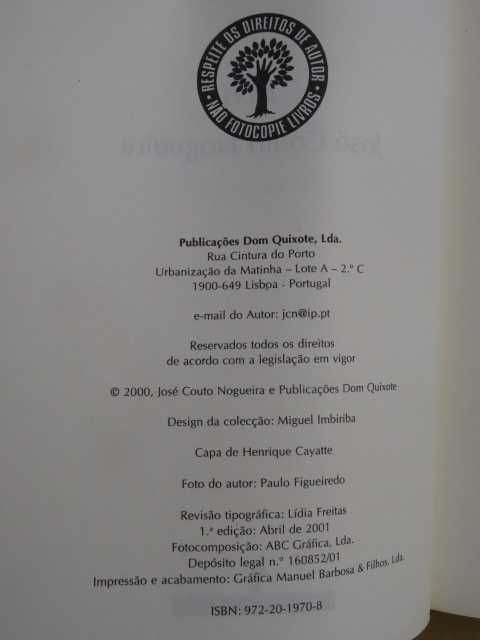 RESPEITE OS DIREITOS DE AUTOR
NÃO FOTOCOPIE LIVROS
Publicações Dom Quixote, Lda.
Rua Cintura do Porto
Urbanização da Matinha – Lote A – 2.º C
1900-649 Lisboa - Portugal
e-mail do Autor: jcn@ip.pt
Reservados todos os direitos
de acordo com a legislação em vigor
© 2000, José Couto Nogueira e Publicações Dom Quixote
Design da colecção: Miguel Imbiriba
Capa de Henrique Cayatte
Foto do autor: Paulo Figueiredo
Revisão tipográfica: Lídia Freitas
1.ª edição: Abril de 2001
Fotocomposição: ABC Gráfica, Lda.
Depósito legal n.º 160852/01
Impressão e acabamento: Gráfica Manuel Barbosa & Filhos, Lda.
ISBN: 972-20-1970-8